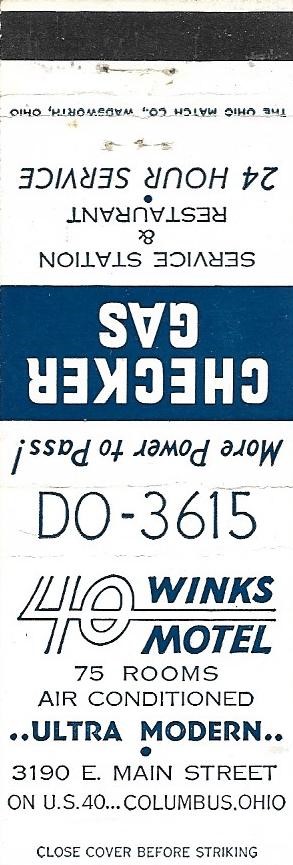 THE OHIO MATCH CO., WADSWORTH, OHIO
24 HOUR SERVICE
•
RESTAURANT
&
SERVICE STATION
CHECKER
GAS
More Power to Pass!
DO-3615
40 WINKS
MOTEL
75 ROOMS
AIR CONDITIONED
..ULTRA MODERN..
•
3190 E. MAIN STREET
ON U.S.40...COLUMBUS,OHIO
CLOSE COVER BEFORE STRIKING